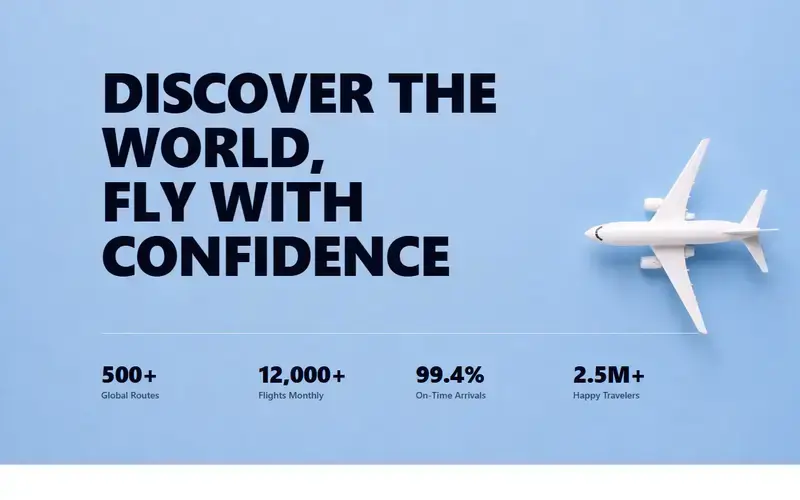 DISCOVER THE
WORLD,
FLY WITH
CONFIDENCE
500+
Global Routes
12,000+
Flights Monthly
99.4%
On-Time Arrivals
2.5M+
Happy Travelers